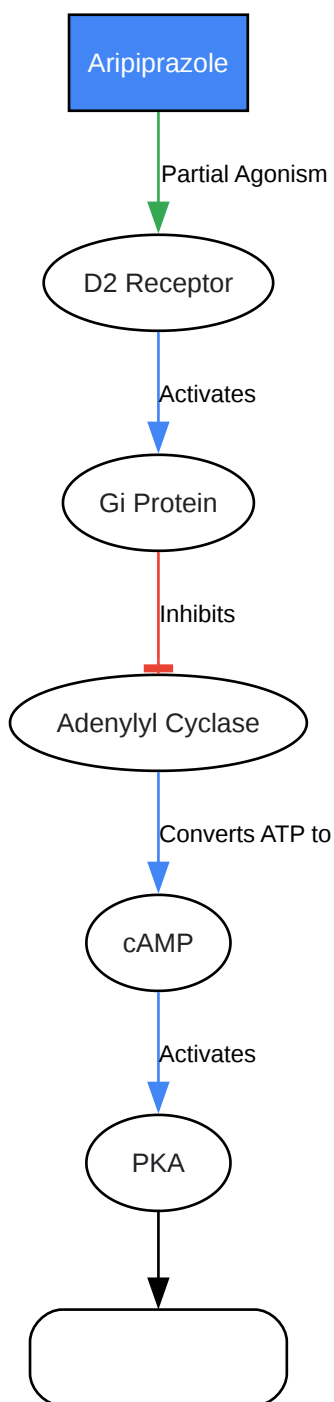 Aripiprazole
Partial Agonism
D2 Receptor
Activates
Gi Protein
Inhibits
Adenylyl Cyclase
Converts ATP to
cAMP
Activates
PKA